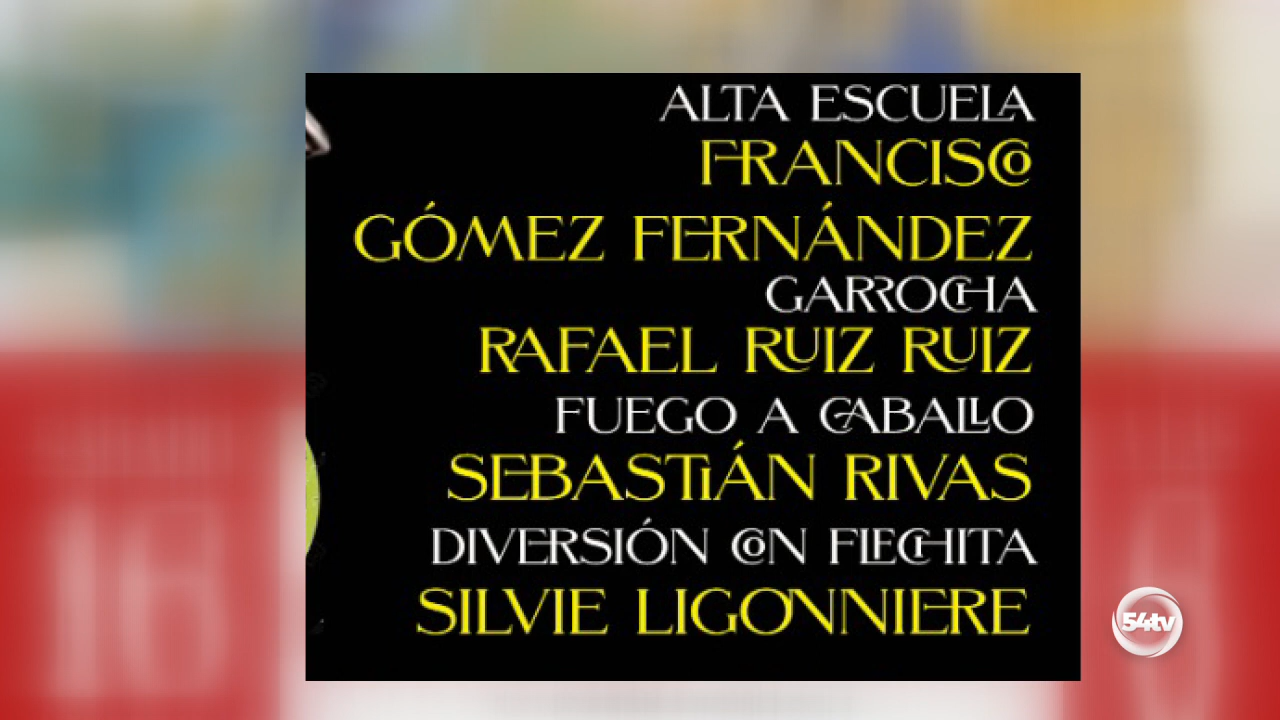 ALTA ESCUELA
FRANCISCO
GÓMEZ FERNÁNDEZ
GARROCHA
RAFAEL RUIZ RUIZ
FUEGO A CABALLO
SEBASTIÁN RIVAS
DIVERSIÓN CON FLECHITA
SILVIE LIGONNIERE
54tv